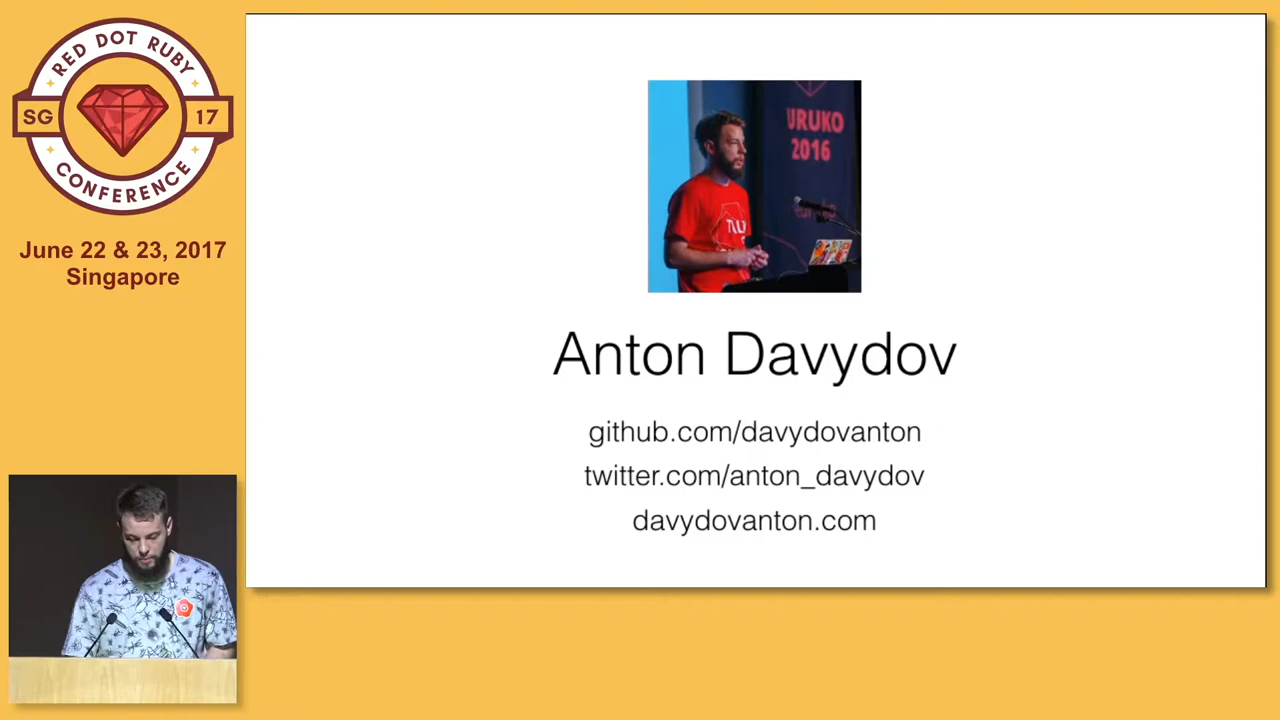 RED DOT RUBY
SG
17
CONFERENCE
June 22 & 23, 2017
Singapore
URUKO
2016
Anton Davydov
github.com/davydovanton
twitter.com/anton_davydov
davydovanton.com